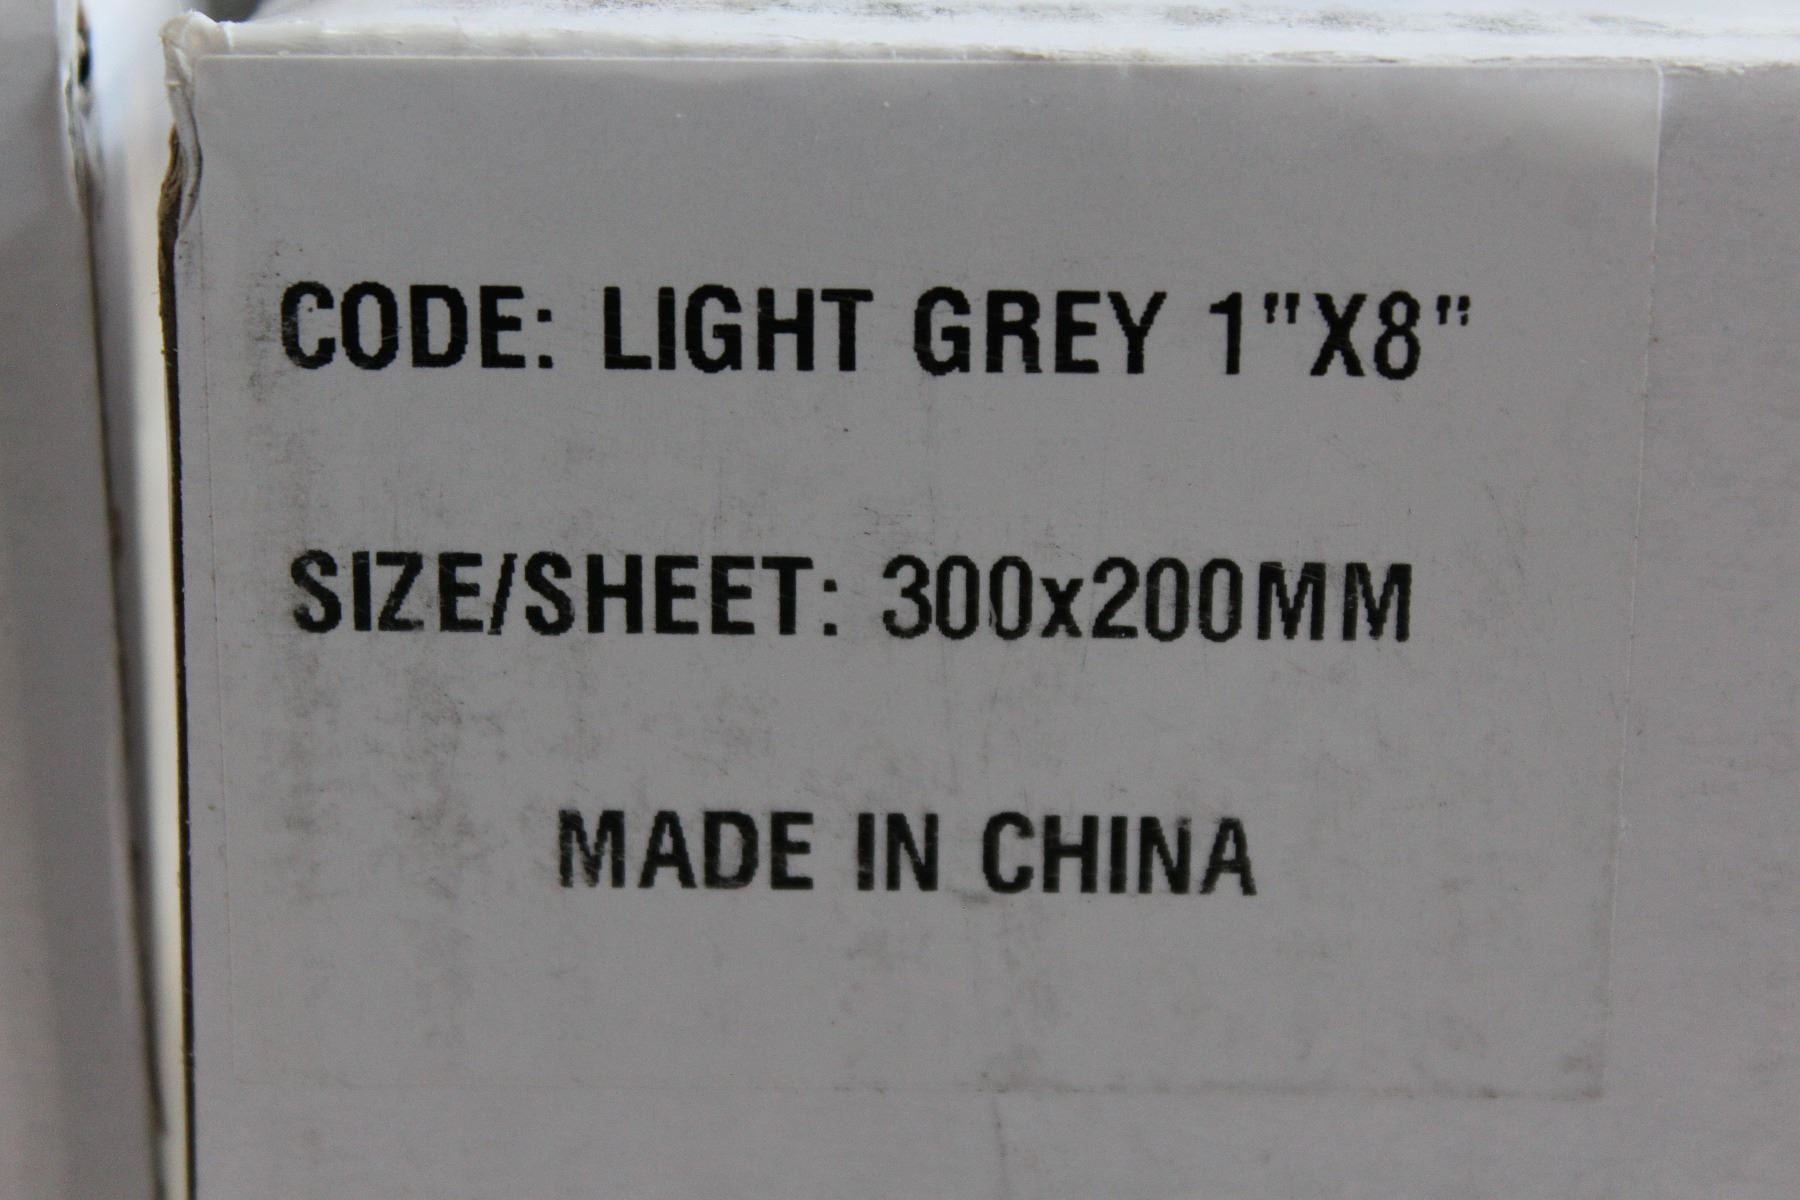 CODE: LIGHT GREY 1"X8"
SIZE/SHEET: 300x200MM
MADE IN CHINA